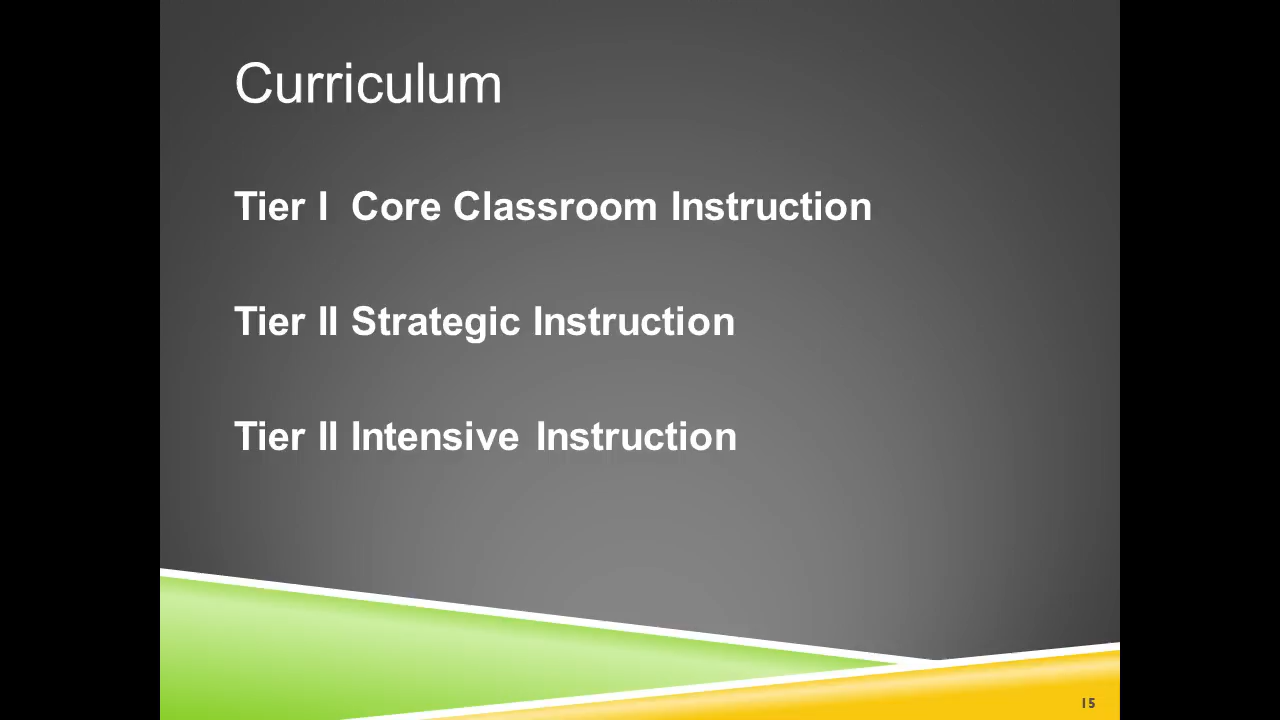 Curriculum
Tier I Core Classroom Instruction
Tier II Strategic Instruction
Tier II Intensive Instruction
15